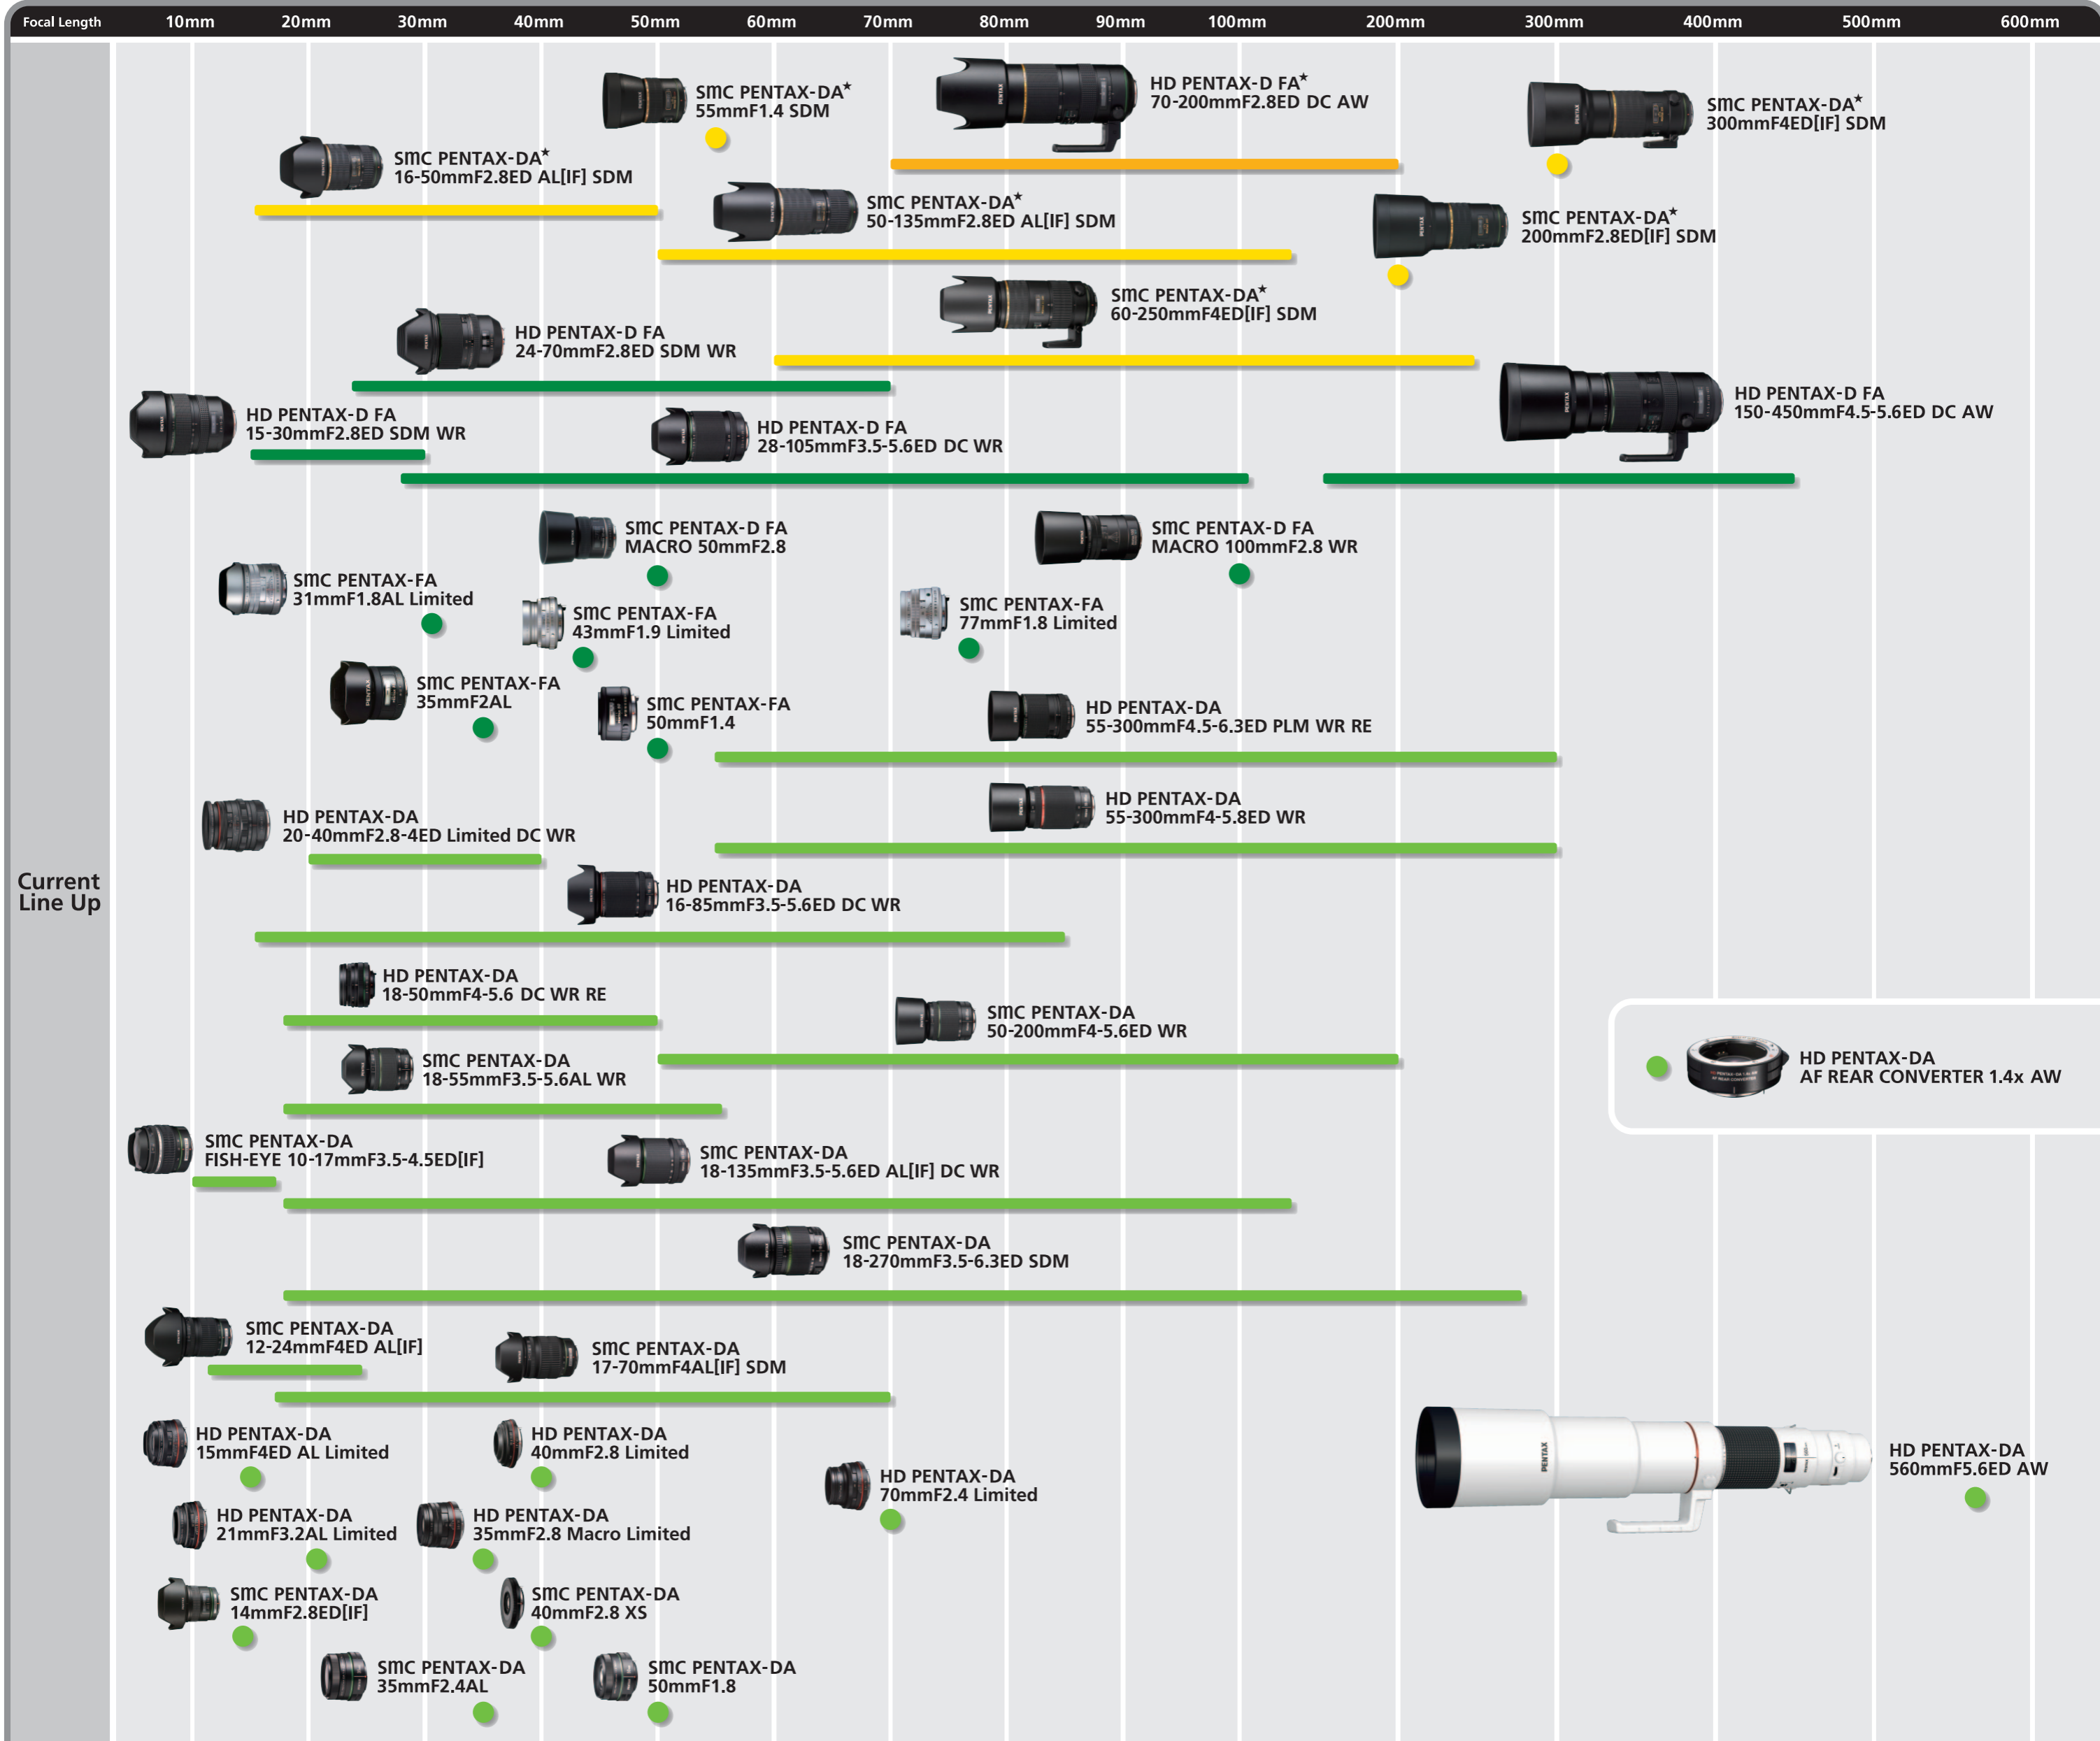 Focal Length 10mm 20mm 30mm 40mm 50mm 60mm 70mm 80mm 90mm 100mm 200mm 300mm 400mm 500mm 600mm
Current
Line Up
SMC PENTAX-DA★
55mmF1.4 SDM
HD PENTAX-D FA★
70-200mmF2.8ED DC AW
SMC PENTAX-DA★
300mmF4ED[IF] SDM
SMC PENTAX-DA★
16-50mmF2.8ED AL[IF] SDM
SMC PENTAX-DA★
50-135mmF2.8ED AL[IF] SDM
SMC PENTAX-DA★
200mmF2.8ED[IF] SDM
SMC PENTAX-DA★
60-250mmF4ED[IF] SDM
HD PENTAX-D FA
24-70mmF2.8ED SDM WR
HD PENTAX-D FA
150-450mmF4.5-5.6ED DC AW
HD PENTAX-D FA
15-30mmF2.8ED SDM WR
HD PENTAX-D FA
28-105mmF3.5-5.6ED DC WR
SMC PENTAX-D FA
MACRO 50mmF2.8
SMC PENTAX-D FA
MACRO 100mmF2.8 WR
SMC PENTAX-FA
31mmF1.8AL Limited
SMC PENTAX-FA
43mmF1.9 Limited
SMC PENTAX-FA
77mmF1.8 Limited
SMC PENTAX-FA
35mmF2AL
SMC PENTAX-FA
50mmF1.4
HD PENTAX-DA
55-300mmF4.5-6.3ED PLM WR RE
HD PENTAX-DA
20-40mmF2.8-4ED Limited DC WR
HD PENTAX-DA
55-300mmF4-5.8ED WR
HD PENTAX-DA
16-85mmF3.5-5.6ED DC WR
HD PENTAX-DA
18-50mmF4-5.6 DC WR RE
SMC PENTAX-DA
50-200mmF4-5.6ED WR
HD PENTAX-DA
AF REAR CONVERTER 1.4x AW
SMC PENTAX-DA
18-55mmF3.5-5.6AL WR
SMC PENTAX-DA
FISH-EYE 10-17mmF3.5-4.5ED[IF]
SMC PENTAX-DA
18-135mmF3.5-5.6ED AL[IF] DC WR
SMC PENTAX-DA
18-270mmF3.5-6.3ED SDM
SMC PENTAX-DA
12-24mmF4ED AL[IF]
SMC PENTAX-DA
17-70mmF4AL[IF] SDM
HD PENTAX-DA
15mmF4ED AL Limited
HD PENTAX-DA
40mmF2.8 Limited
HD PENTAX-DA
70mmF2.4 Limited
PENTAX
HD PENTAX-DA
560mmF5.6ED AW
HD PENTAX-DA
21mmF3.2AL Limited
HD PENTAX-DA
35mmF2.8 Macro Limited
SMC PENTAX-DA
14mmF2.8ED[IF]
SMC PENTAX-DA
40mmF2.8 XS
SMC PENTAX-DA
35mmF2.4AL
SMC PENTAX-DA
50mmF1.8